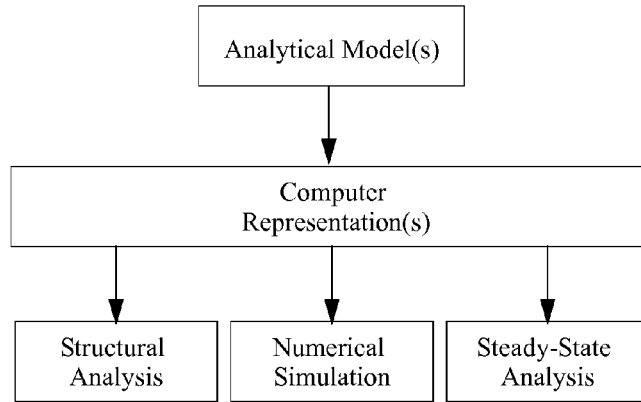 Analytical Model(s)
Computer
Representation(s)
Structural
Analysis
Numerical
Simulation
Steady-State
Analysis